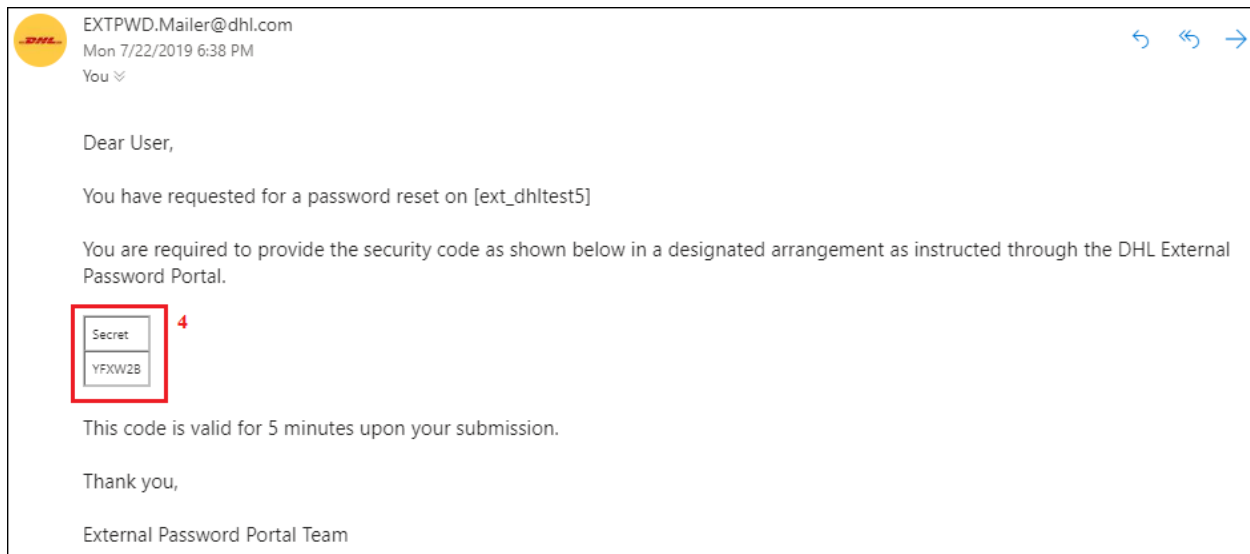 DHL
EXTPWD.Mailer@dhl.com
Mon 7/22/2019 6:38 PM
You
Dear User,
You have requested for a password reset on [ext_dhltest5]
You are required to provide the security code as shown below in a designated arrangement as instructed through the DHL External
Password Portal.
Secret
4
YFXW2B
This code is valid for 5 minutes upon your submission.
Thank you,
External Password Portal Team